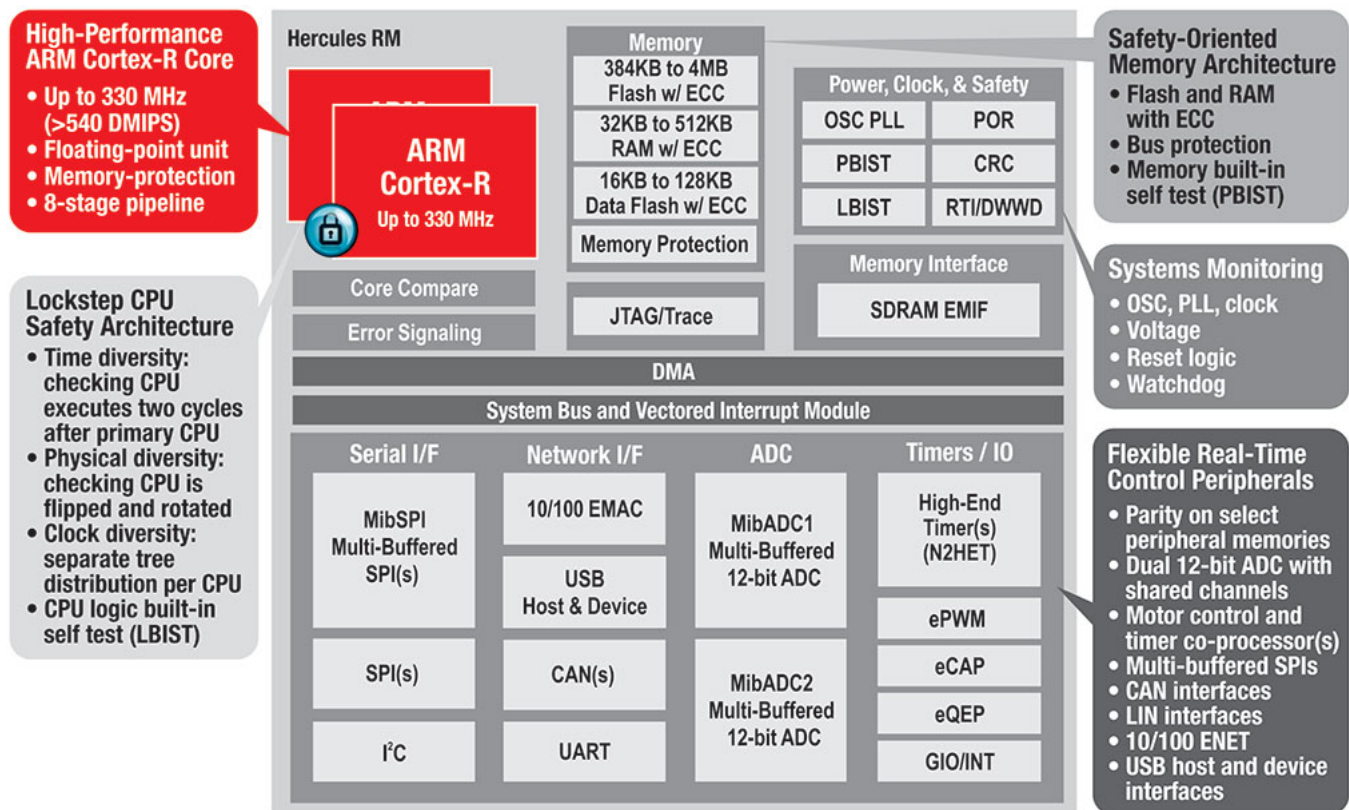 High-Performance
ARM Cortex-R Core
• Up to 330 MHz
(>540 DMIPS)
• Floating-point unit
• Memory-protection
• 8-stage pipeline
Lockstep CPU
Safety Architecture
• Time diversity:
checking CPU
executes two cycles
after primary CPU
• Physical diversity:
checking CPU is
flipped and rotated
• Clock diversity:
separate tree
distribution per CPU
• CPU logic built-in
self test (LBIST)
Hercules RM
ARM
ARM
Cortex-R
Up to 330 MHz
Core Compare
Error Signaling
Memory
384KB to 4MB
Flash w/ ECC
32KB to 512KB
RAM w/ ECC
16KB to 128KB
Data Flash w/ ECC
Memory Protection
JTAG/Trace
Power, Clock, & Safety
OSC PLL
POR
PBIST
CRC
LBIST
RTI/DWWD
Memory Interface
SDRAM EMIF
DMA
System Bus and Vectored Interrupt Module
Serial I/F
MibSPI
Multi-Buffered
SPI(s)
SPI(s)
I²C
Network I/F
10/100 EMAC
USB
Host & Device
CAN(s)
UART
ADC
MibADC1
Multi-Buffered
12-bit ADC
MibADC2
Multi-Buffered
12-bit ADC
Timers / IO
High-End
Timer(s)
(N2HET)
ePWM
eCAP
eQEP
GIO/INT
Safety-Oriented
Memory Architecture
• Flash and RAM
with ECC
• Bus protection
• Memory built-in
self test (PBIST)
Systems Monitoring
• OSC, PLL, clock
• Voltage
• Reset logic
• Watchdog
Flexible Real-Time
Control Peripherals
• Parity on select
peripheral memories
• Dual 12-bit ADC with
shared channels
• Motor control and
timer co-processor(s)
• Multi-buffered SPIs
• CAN interfaces
• LIN interfaces
• 10/100 ENET
• USB host and device
interfaces